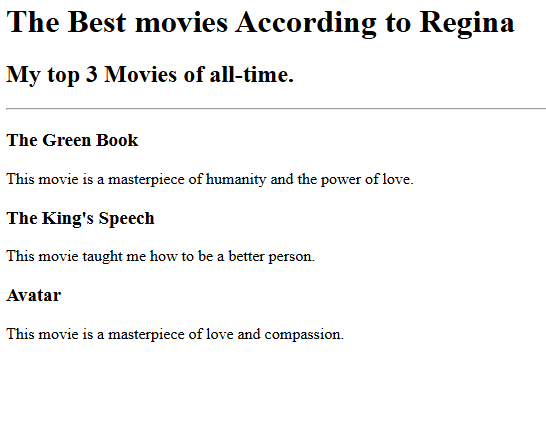 The Best movies According to Regina
My top 3 Movies of all-time.
The Green Book
This movie is a masterpiece of humanity and the power of love.
The King's Speech
This movie taught me how to be a better person.
Avatar
This movie is a masterpiece of love and compassion.